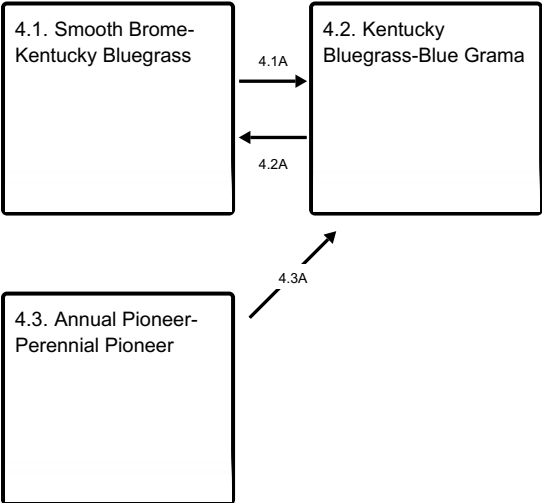 4.1. Smooth Brome-
Kentucky Bluegrass
4.1A
4.2. Kentucky
Bluegrass-Blue Grama
4.2A
4.3A
4.3. Annual Pioneer-
Perennial Pioneer